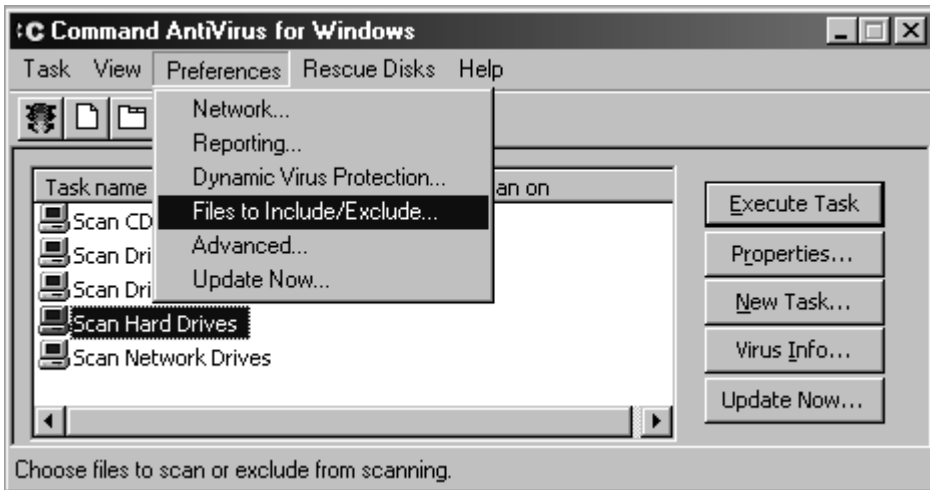 Command AntiVirus for Windows
Task View Preferences Rescue Disks Help
Network...
Reporting...
Dynamic Virus Protection...
Files to Include/Exclude...
Advanced...
Update Now...
Task name
an on
Scan CD
Scan Dri
Scan Dri
Scan Hard Drives
Scan Network Drives
Execute Task
Properties...
New Task...
Virus Info...
Update Now...
Choose files to scan or exclude from scanning.